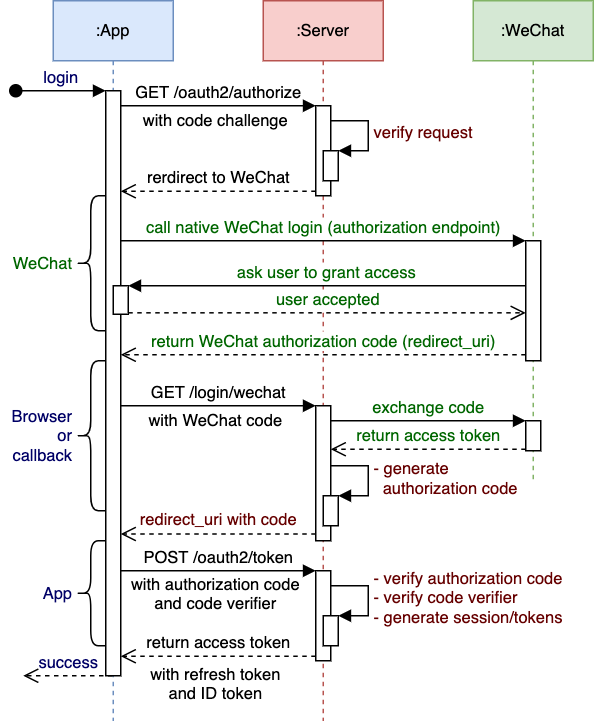 :App
:Server
:WeChat
login
GET /oauth2/authorize
with code challenge
verify request
rerdirect to WeChat
WeChat
call native WeChat login (authorization endpoint)
ask user to grant access
user accepted
return WeChat authorization code (redirect_uri)
Browser
or
callback
GET /login/wechat
with WeChat code
exchange code
return access token
- generate
authorization code
redirect_uri with code
App
POST /oauth2/token
with authorization code
and code verifier
- verify authorization code
- verify code verifier
- generate session/tokens
return access token
with refresh token
and ID token
success